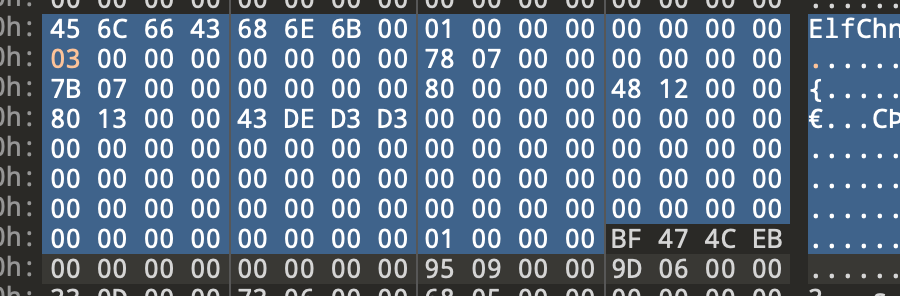 0h: 45 6C 66 43 68 6E 6B 00 01 00 00 00 00 00 00 00 ElfChn
0h: 03 00 00 00 00 00 00 00 78 07 00 00 00 00 00 00 ......
0h: 7B 07 00 00 00 00 00 00 80 00 00 00 48 12 00 00 {.....
0h: 80 13 00 00 43 DE D3 D3 00 00 00 00 00 00 00 00 €...CÞ
0h: 00 00 00 00 00 00 00 00 00 00 00 00 00 00 00 00 ......
0h: 00 00 00 00 00 00 00 00 00 00 00 00 00 00 00 00 ......
0h: 00 00 00 00 00 00 00 00 00 00 00 00 00 00 00 00 ......
0h: 00 00 00 00 00 00 00 00 01 00 00 00 BF 47 4C EB ......
0h: 00 00 00 00 00 00 00 00 95 09 00 00 9D 06 00 00 ......